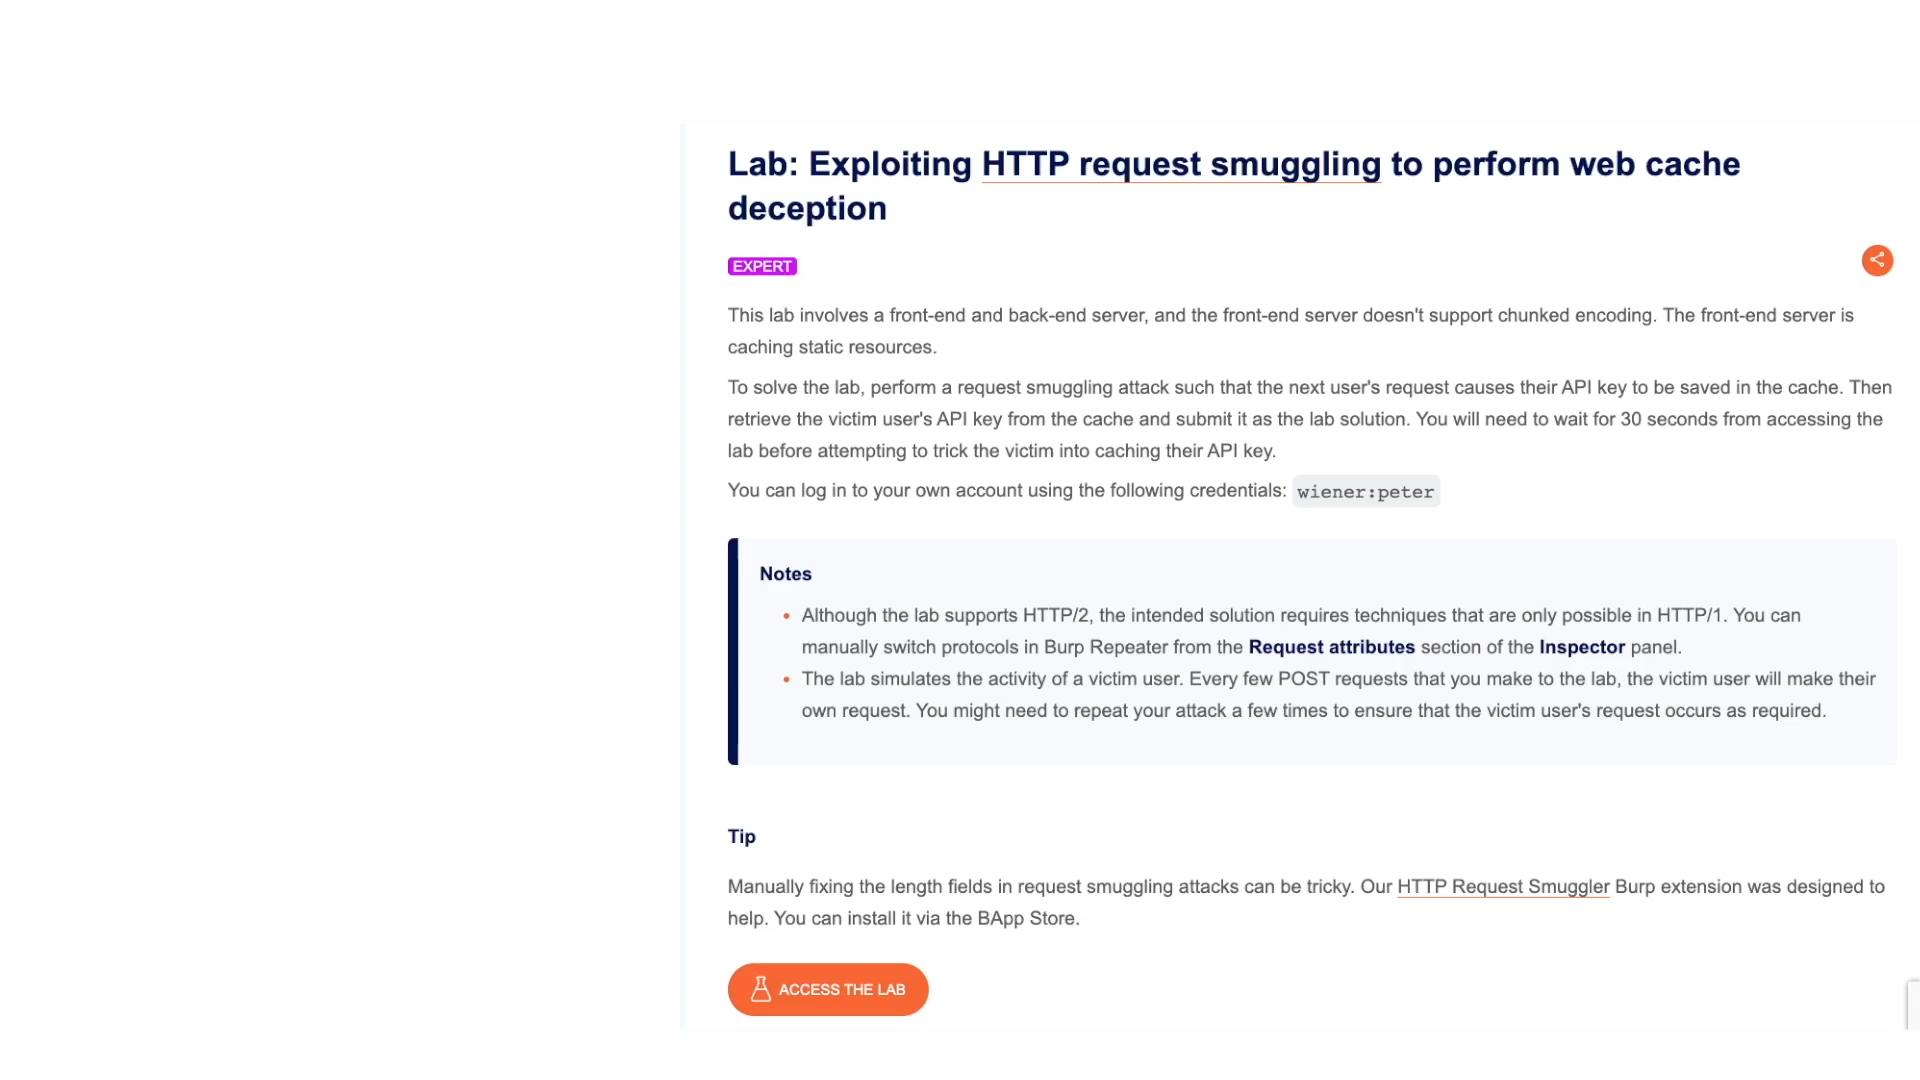 Lab: Exploiting HTTP request smuggling to perform web cache
deception
EXPERT
This lab involves a front-end and back-end server, and the front-end server doesn't support chunked encoding. The front-end server is
caching static resources.
To solve the lab, perform a request smuggling attack such that the next user's request causes their API key to be saved in the cache. Then
retrieve the victim user's API key from the cache and submit it as the lab solution. You will need to wait for 30 seconds from accessing the
lab before attempting to trick the victim into caching their API key.
You can log in to your own account using the following credentials: wiener:peter
Notes
• Although the lab supports HTTP/2, the intended solution requires techniques that are only possible in HTTP/1. You can
manually switch protocols in Burp Repeater from the Request attributes section of the Inspector panel.
• The lab simulates the activity of a victim user. Every few POST requests that you make to the lab, the victim user will make their
own request. You might need to repeat your attack a few times to ensure that the victim user's request occurs as required.
Tip
Manually fixing the length fields in request smuggling attacks can be tricky. Our HTTP Request Smuggler Burp extension was designed to
help. You can install it via the BApp Store.
ACCESS THE LAB